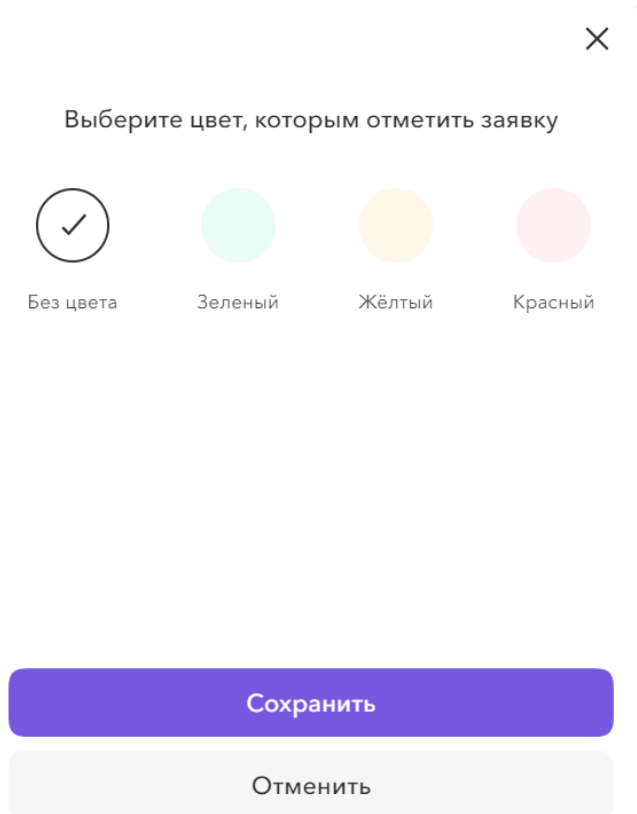 Выберите цвет, которым отметить заявку
Без цвета Зеленый Жёлтый Красный
Сохранить
Отменить